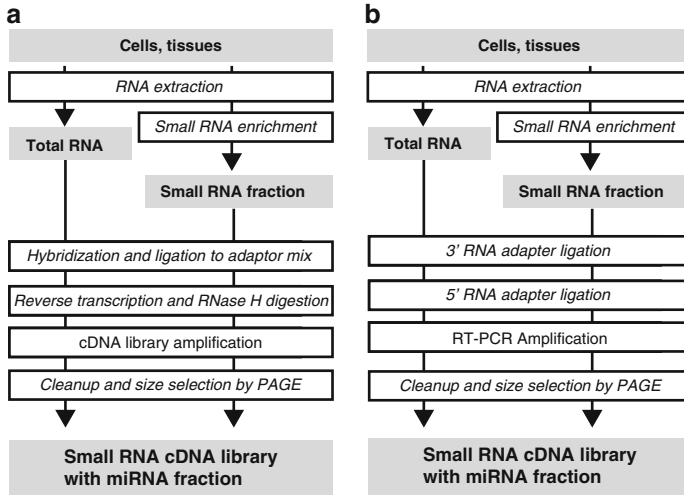 a
Cells, tissues
RNA extraction
Small RNA enrichment
Total RNA
Small RNA fraction
Hybridization and ligation to adaptor mix
Reverse transcription and RNase H digestion
cDNA library amplification
Cleanup and size selection by PAGE
Small RNA cDNA library
with miRNA fraction
b
Cells, tissues
RNA extraction
Small RNA enrichment
Total RNA
Small RNA fraction
3' RNA adapter ligation
5' RNA adapter ligation
RT-PCR Amplification
Cleanup and size selection by PAGE
Small RNA cDNA library
with miRNA fraction